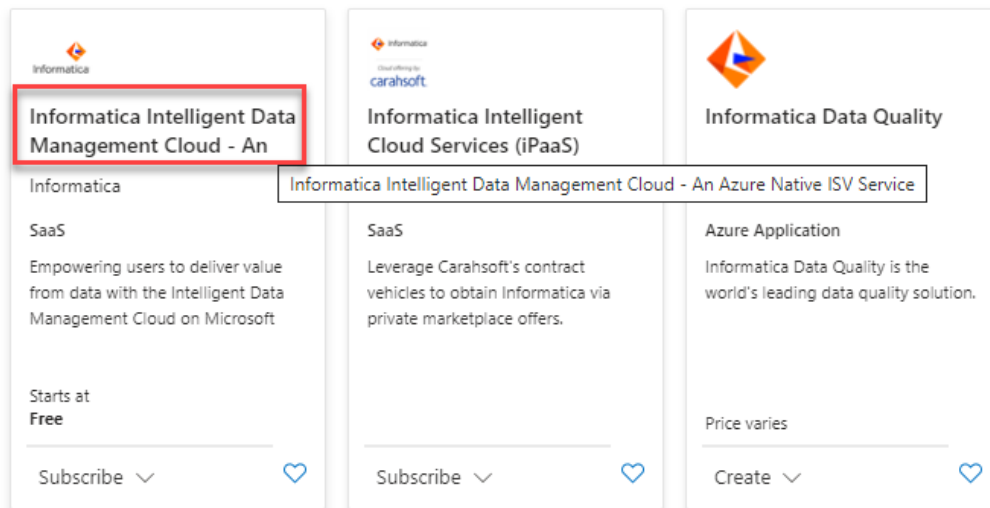 Informatica
Informatica Intelligent Data
Management Cloud - An
Informatica
SaaS
Empowering users to deliver value
from data with the Intelligent Data
Management Cloud on Microsoft
Starts at
Free
Subscribe
Informatica
Cloud offering by
carahsoft.
Informatica Intelligent
Cloud Services (iPaaS)
Informatica Intelligent Data Management Cloud - An Azure Native ISV Service
SaaS
Leverage Carahsoft's contract
vehicles to obtain Informatica via
private marketplace offers.
Subscribe
Informatica Data Quality
Azure Application
Informatica Data Quality is the
world's leading data quality solution.
Price varies
Create